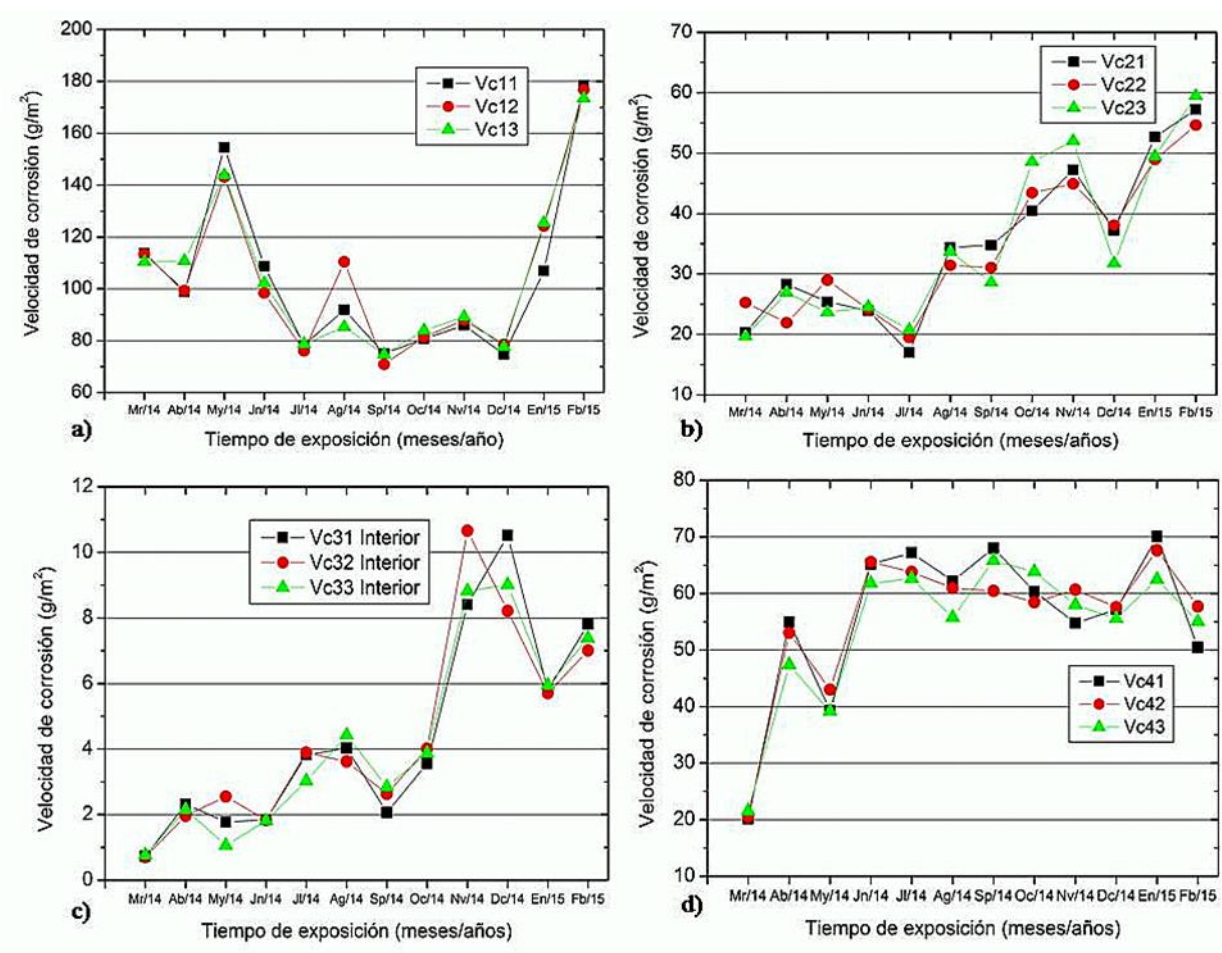 Velocidad de corrosión (g/m²)
200
180
160
140
120
100
80
60
Vc11
Vc12
Vc13
Mr/14 Ab/14 My/14 Jn/14 Jl/14 Ag/14 Sp/14 Oc/14 Nv/14 Dc/14 En/15 Fb/15
a)
Tiempo de exposición (meses/año)
Velocidad de corrosión (g/m²)
70
60
50
40
30
20
10
Vc21
Vc22
Vc23
Mr/14 Ab/14 My/14 Jn/14 Jl/14 Ag/14 Sp/14 Oc/14 Nv/14 Dc/14 En/15 Fb/15
b)
Tiempo de exposición (meses/años)
Velocidad de corrosión (g/m²)
12
10
8
6
4
2
0
Vc31 Interior
Vc32 Interior
Vc33 Interior
Mr/14 Ab/14 My/14 Jn/14 Jl/14 Ag/14 Sp/14 Oc/14 Nv/14 Dc/14 En/15 Fb/15
c)
Tiempo de exposición (meses/años)
Velocidad de corrosión (g/m²)
80
70
60
50
40
30
20
10
Vc41
Vc42
Vc43
Mr/14 Ab/14 My/14 Jn/14 Jl/14 Ag/14 Sp/14 Oc/14 Nv/14 Dc/14 En/15 Fb/15
d)
Tiempo de exposición (meses/años)